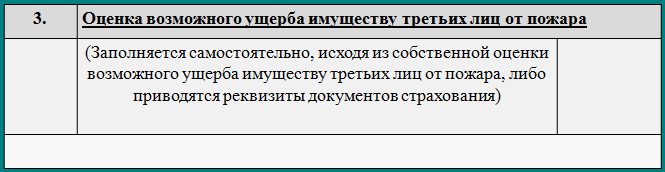 3. Оценка возможного ущерба имуществу третьих лиц от пожара
(Заполняется самостоятельно, исходя из собственной оценки
возможного ущерба имуществу третьих лиц от пожара, либо
приводятся реквизиты документов страхования)